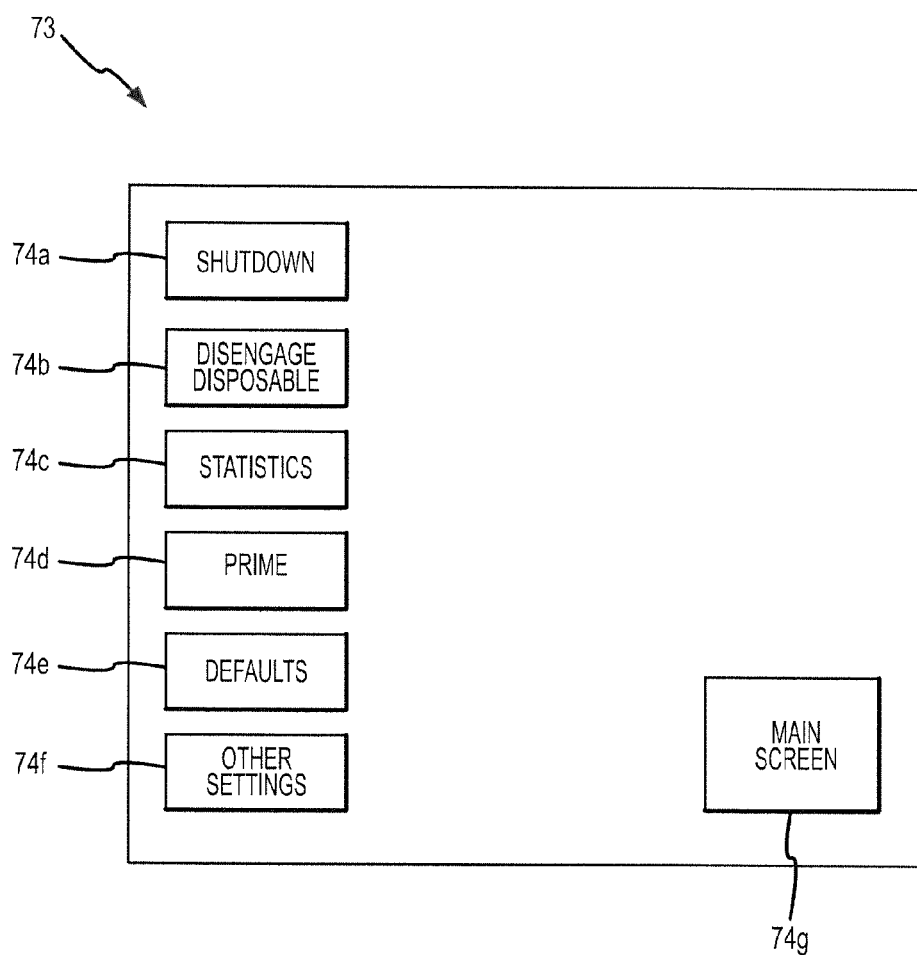 73
74a
SHUTDOWN
74b
DISENGAGE
DISPOSABLE
74c
STATISTICS
74d
PRIME
74e
DEFAULTS
74f
OTHER
SETTINGS
MAIN
SCREEN
74g